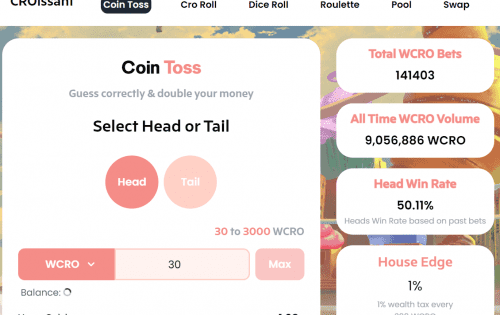 CROissant
Coin Toss
Cro Roll
Dice Roll
Roulette
Pool
Swap
Coin Toss
Guess correctly & double your money
Select Head or Tail
Head
Tail
30 to 3000 WCRO
WCRO
30
Max
Balance:
Total WCRO Bets
141403
All Time WCRO Volume
9,056,886 WCRO
Head Win Rate
50.11%
Heads Win Rate based on past bets
House Edge
1%
1% wealth tax every